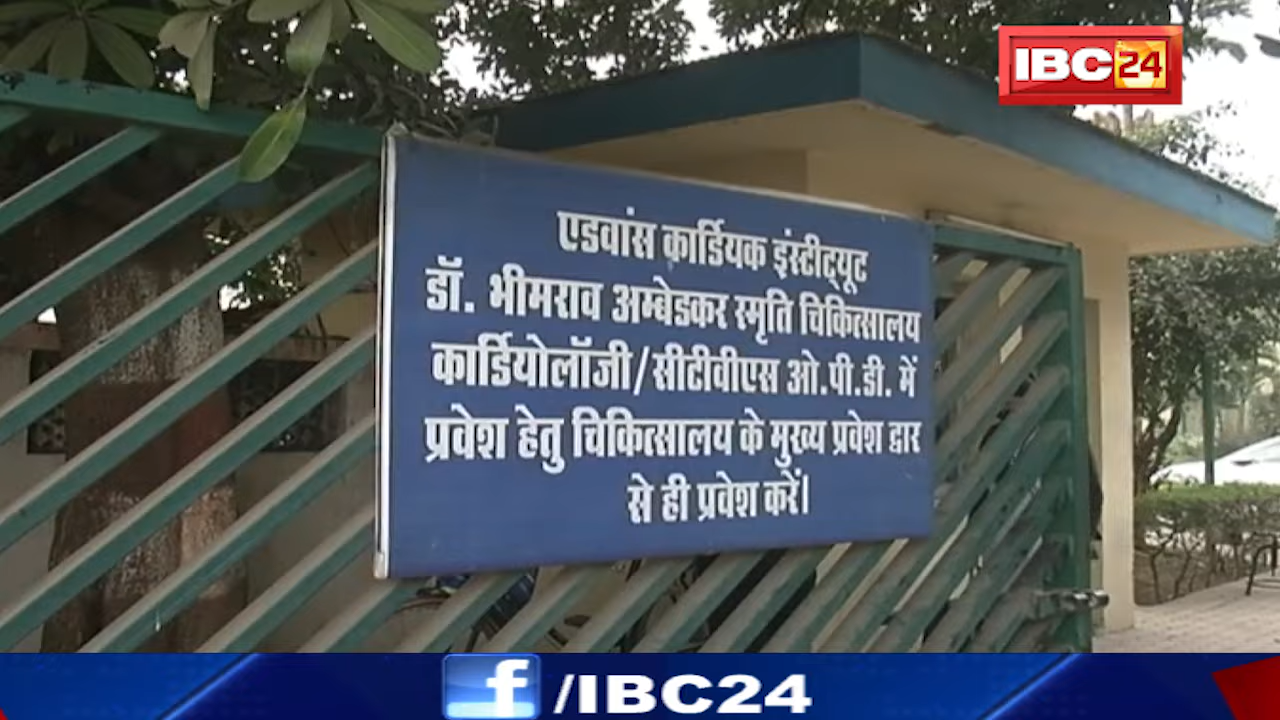 IBC24
एडवांस कार्डियक इंस्टीट्यूट
डॉ. भीमराव अम्बेडकर स्मृति चिकित्सालय
कार्डियोलॉजी/सीटीवीएस ओ.पी.डी. में
प्रवेश हेतु चिकित्सालय के मुख्य प्रवेश द्वार
से ही प्रवेश करें।
f/IBC24